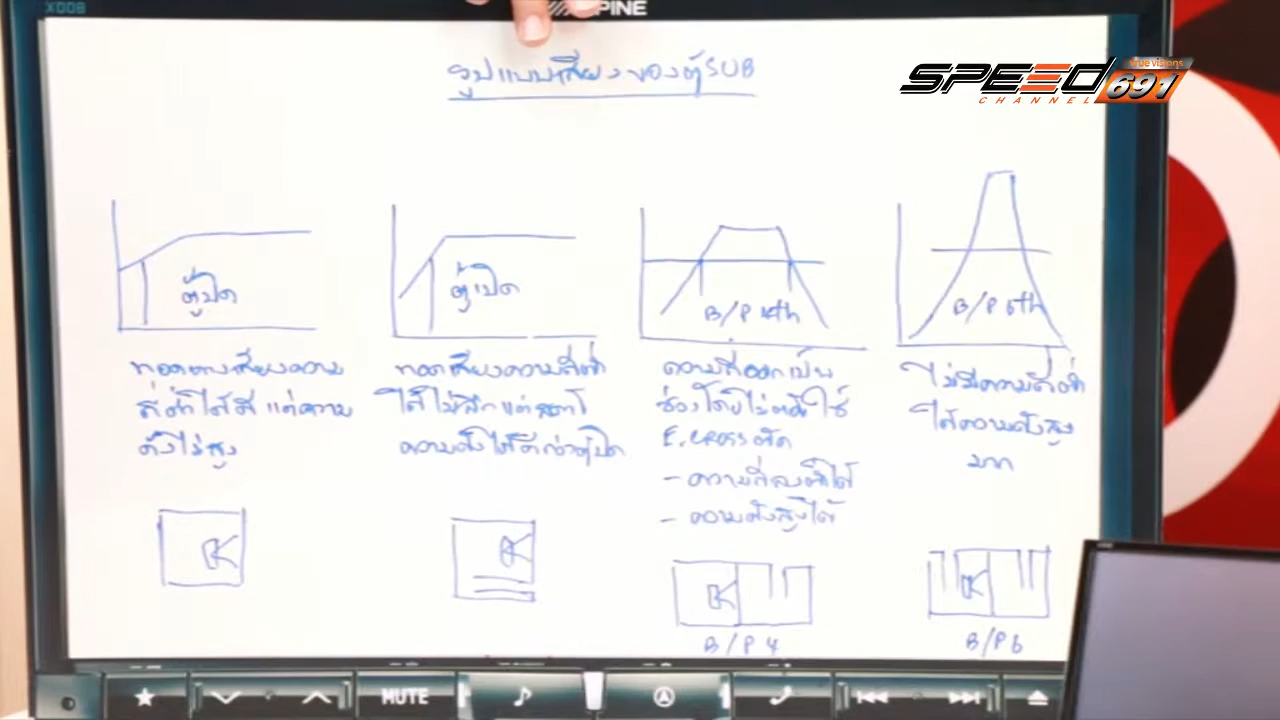 X008
ALPINE
รูปแบบเสียงของตู้SUB
true visions
SPEED
CHANNEL 691
ตู้ปิด
ตู้เปิด
B/P 4th
B/P 6th
ทอดเสียงความ
ถี่ต่ำได้ดี แต่ความ
ดังไม่สูง
ทอดเสียงความถี่ต่ำ
ได้ไม่ลึกแต่
ความดังได้ดีกว่าตู้ปิด
ความถี่ออกเป็น
ช่วงโดยไม่ต้องใช้
E.CROSS ตัด
- ความถี่ลงต่ำได้
- ความดังสูงได้
ไม่มีความถี่ต่ำ
ได้ความดังสูง
มาก
B/P 4
B/P 6
MUTE